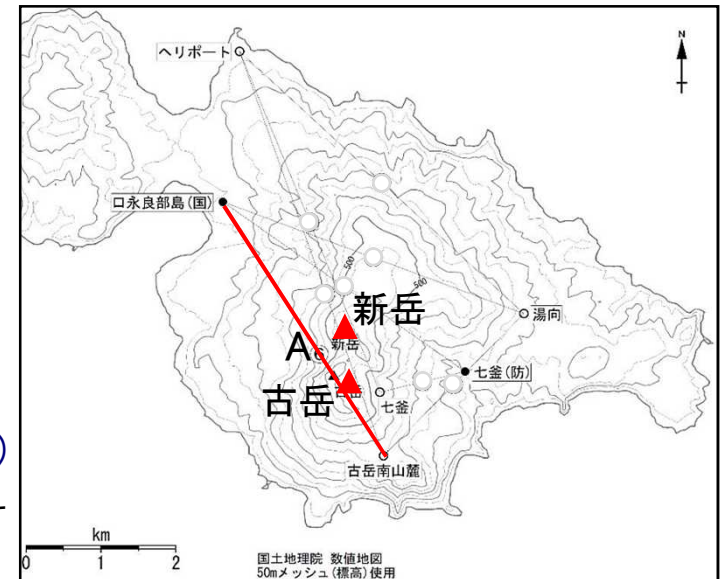 ヘリポート
N
口永良部島(国)
500
500
新岳
湯向
A
新岳
七釜(防)
古岳
古岳
七釜
古岳南山麓
)
km
0 1 2
国土地理院 数値地図
50mメッシュ(標高)使用